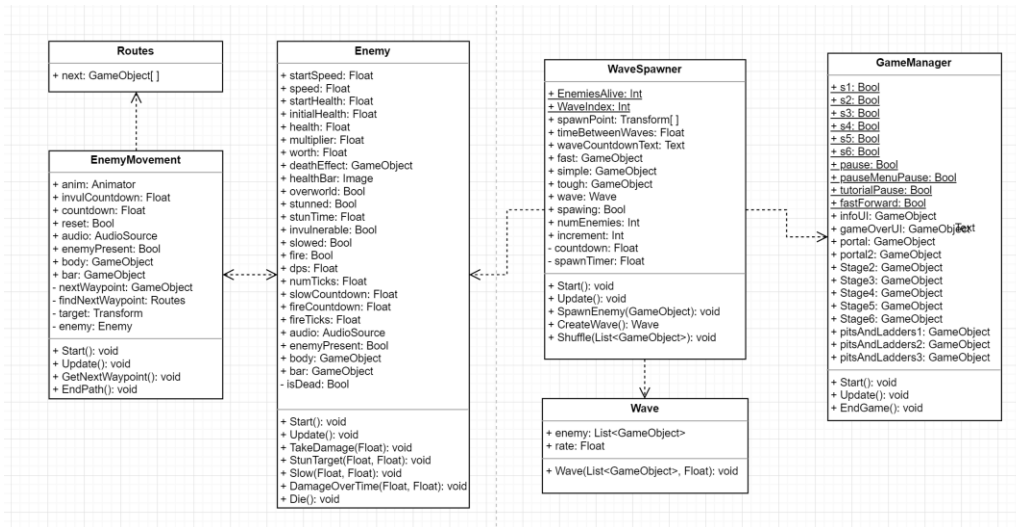 Routes
+ next: GameObject[ ]
EnemyMovement
+ anim: Animator
+ invulCountdown: Float
+ countdown: Float
+ reset: Bool
+ audio: AudioSource
+ enemyPresent: Bool
+ body: GameObject
+ bar: GameObject
- nextWaypoint: GameObject
- findNextWaypoint: Routes
- target: Transform
- enemy: Enemy
+ Start(): void
+ Update(): void
+ GetNextWaypoint(): void
+ EndPath(): void
Enemy
+ startSpeed: Float
+ speed: Float
+ startHealth: Float
+ initialHealth: Float
+ health: Float
+ multiplier: Float
+ worth: Float
+ deathEffect: GameObject
+ healthBar: Image
+ overworld: Bool
+ stunned: Bool
+ stunTime: Float
+ invulnerable: Bool
+ slowed: Bool
+ fire: Bool
+ dps: Float
+ numTicks: Float
+ slowCountdown: Float
+ fireCountdown: Float
+ fireTicks: Float
+ audio: AudioSource
+ enemyPresent: Bool
+ body: GameObject
+ bar: GameObject
- isDead: Bool
+ Start(): void
+ Update(): void
+ TakeDamage(Float): void
+ StunTarget(Float, Float): void
+ Slow(Float, Float): void
+ DamageOverTime(Float, Float): void
+ Die(): void
WaveSpawner
+ EnemiesAlive: Int
+ WaveIndex: Int
+ spawnPoint: Transform[ ]
+ timeBetweenWaves: Float
+ waveCountdownText: Text
+ fast: GameObject
+ simple: GameObject
+ tough: GameObject
+ wave: Wave
+ spawing: Bool
+ numEnemies: Int
+ increment: Int
- countdown: Float
- spawnTimer: Float
+ Start(): void
+ Update(): void
+ SpawnEnemy(GameObject): void
+ CreateWave(): Wave
+ Shuffle(List<GameObject>): void
Wave
+ enemy: List<GameObject>
+ rate: Float
+ Wave(List<GameObject>, Float): void
GameManager
+ s1: Bool
+ s2: Bool
+ s3: Bool
+ s4: Bool
+ s5: Bool
+ s6: Bool
+ pause: Bool
+ pauseMenuPause: Bool
+ tutorialPause: Bool
+ fastForward: Bool
+ infoUI: GameObject
+ gameOverUI: GameObject
Text
+ portal: GameObject
+ portal2: GameObject
+ Stage2: GameObject
+ Stage3: GameObject
+ Stage4: GameObject
+ Stage5: GameObject
+ Stage6: GameObject
+ pitsAndLadders1: GameObject
+ pitsAndLadders2: GameObject
+ pitsAndLadders3: GameObject
+ Start(): void
+ Update(): void
+ EndGame(): void